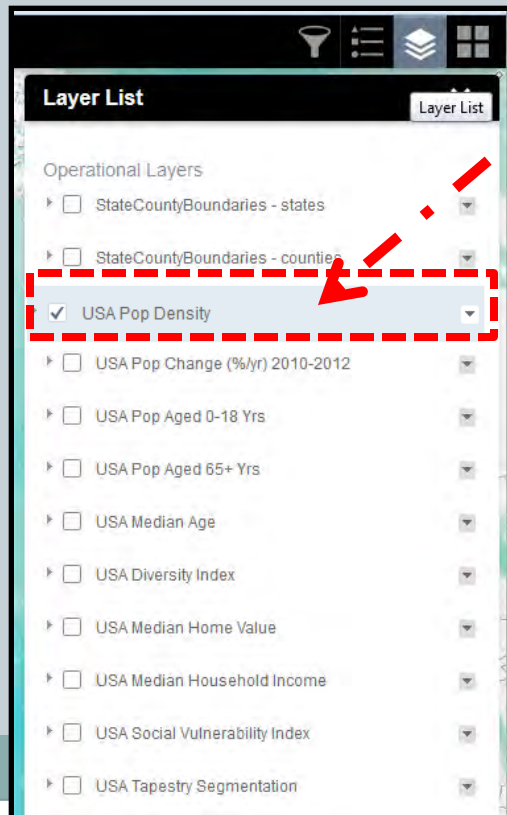 Layer List
Layer List
Operational Layers
StateCountyBoundaries - states
StateCountyBoundaries - counties
USA Pop Density
USA Pop Change (%/yr) 2010-2012
USA Pop Aged 0-18 Yrs
USA Pop Aged 65+ Yrs
USA Median Age
USA Diversity Index
USA Median Home Value
USA Median Household Income
USA Social Vulnerability Index
USA Tapestry Segmentation